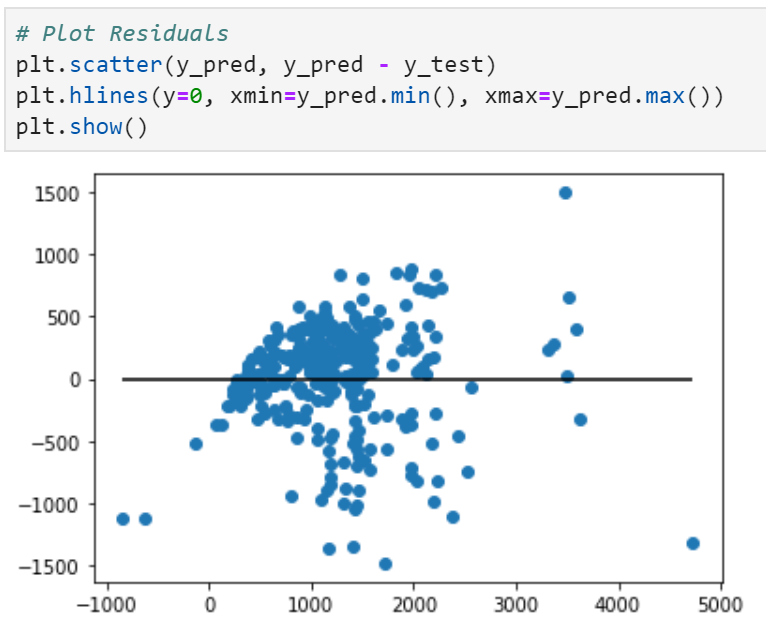 # Plot Residuals
plt.scatter(y_pred, y_pred - y_test)
plt.hlines(y=0, xmin=y_pred.min(), xmax=y_pred.max())
plt.show()
1500
1000
500
0
−500
−1000
−1500
−1000 0 1000 2000 3000 4000 5000